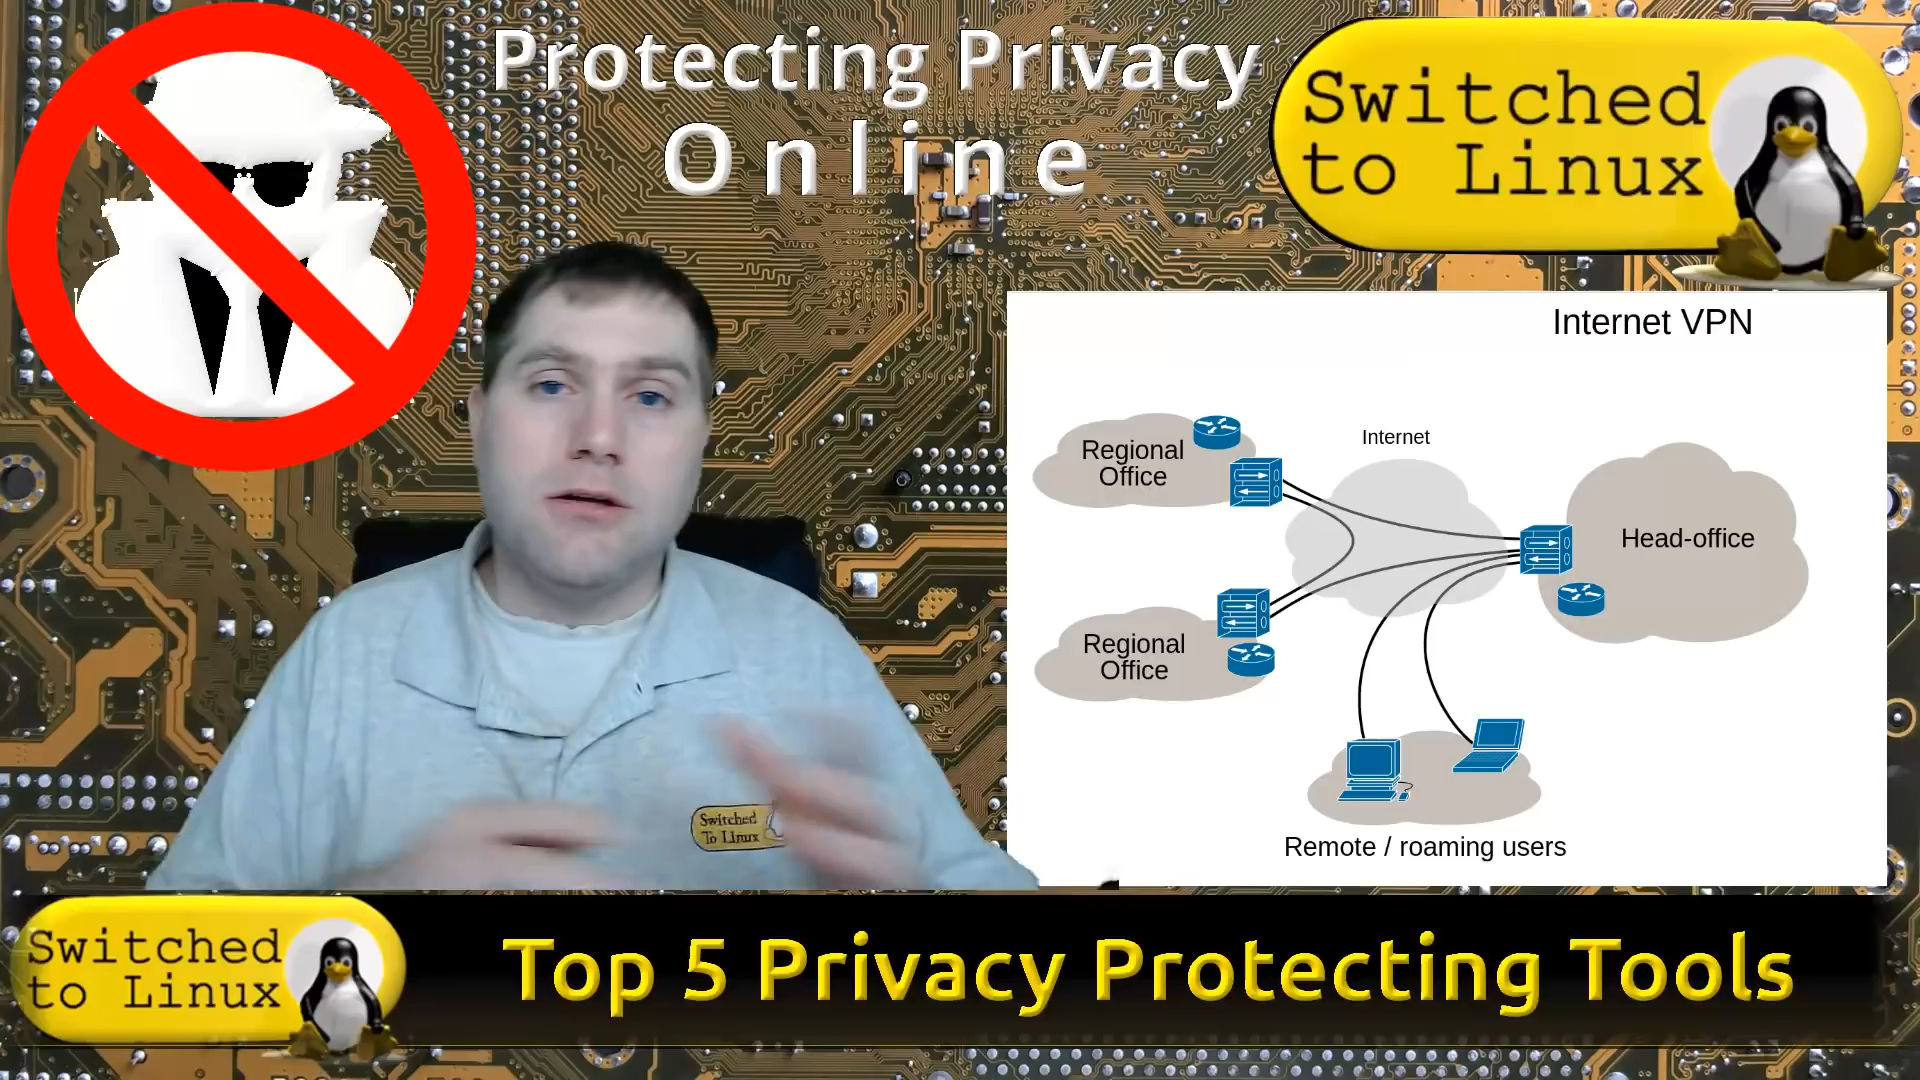 Protecting Privacy
Online
Switched
to Linux
Internet VPN
Regional
Office
Internet
Head-office
Regional
Office
Remote / roaming users
Switched
To Linux
Switched
to Linux
Top 5 Privacy Protecting Tools